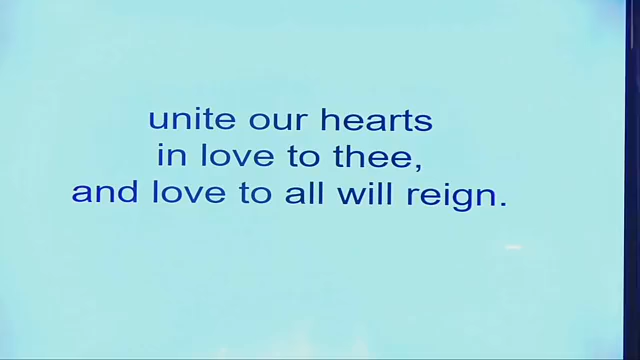 unite our hearts
in love to thee,
and love to all will reign.